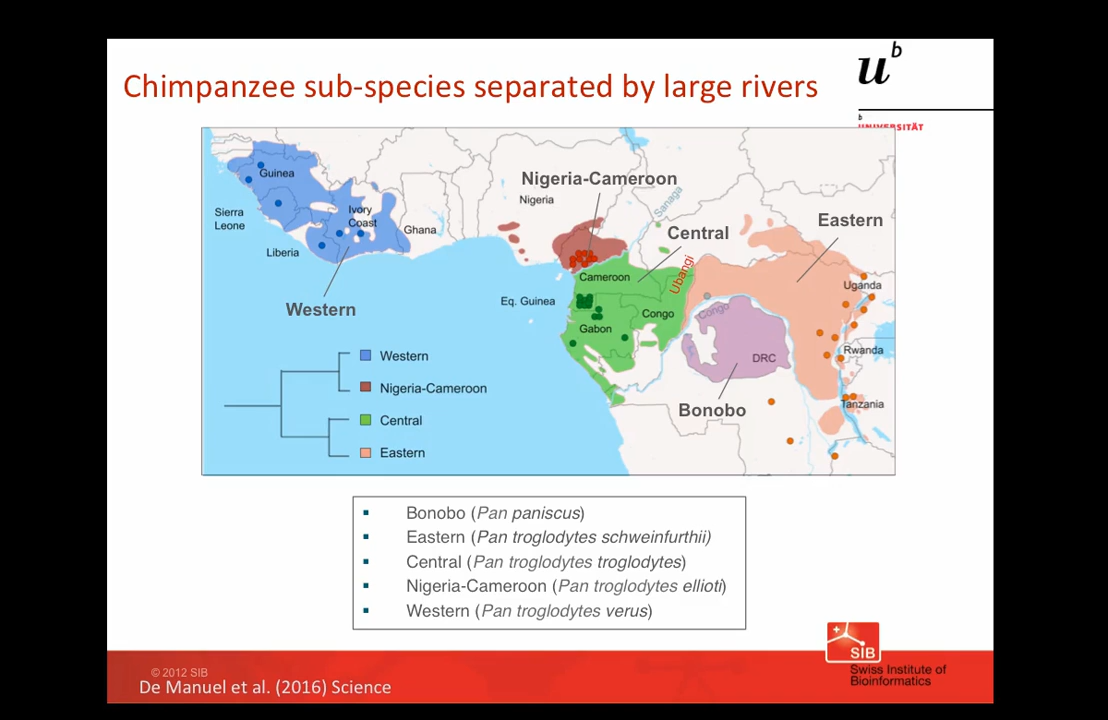 Chimpanzee sub-species separated by large rivers
u b
b
UNIVERSITÄT
Nigeria-Cameroon
Guinea
Nigeria
Sanaga
Sierra
Leone
Ivory
Coast
Ghana
Eastern
Central
Liberia
Cameroon
Ubangi
Uganda
Eq. Guinea
Western
Congo
Congo
Gabon
DRC
Rwanda
Western
Nigeria-Cameroon
Bonobo
Tanzania
Central
Eastern
▪ Bonobo (Pan paniscus)
▪ Eastern (Pan troglodytes schweinfurthii)
▪ Central (Pan troglodytes troglodytes)
▪ Nigeria-Cameroon (Pan troglodytes ellioti)
▪ Western (Pan troglodytes verus)
SIB
Swiss Institute of
Bioinformatics
© 2012 SIB
De Manuel et al. (2016) Science